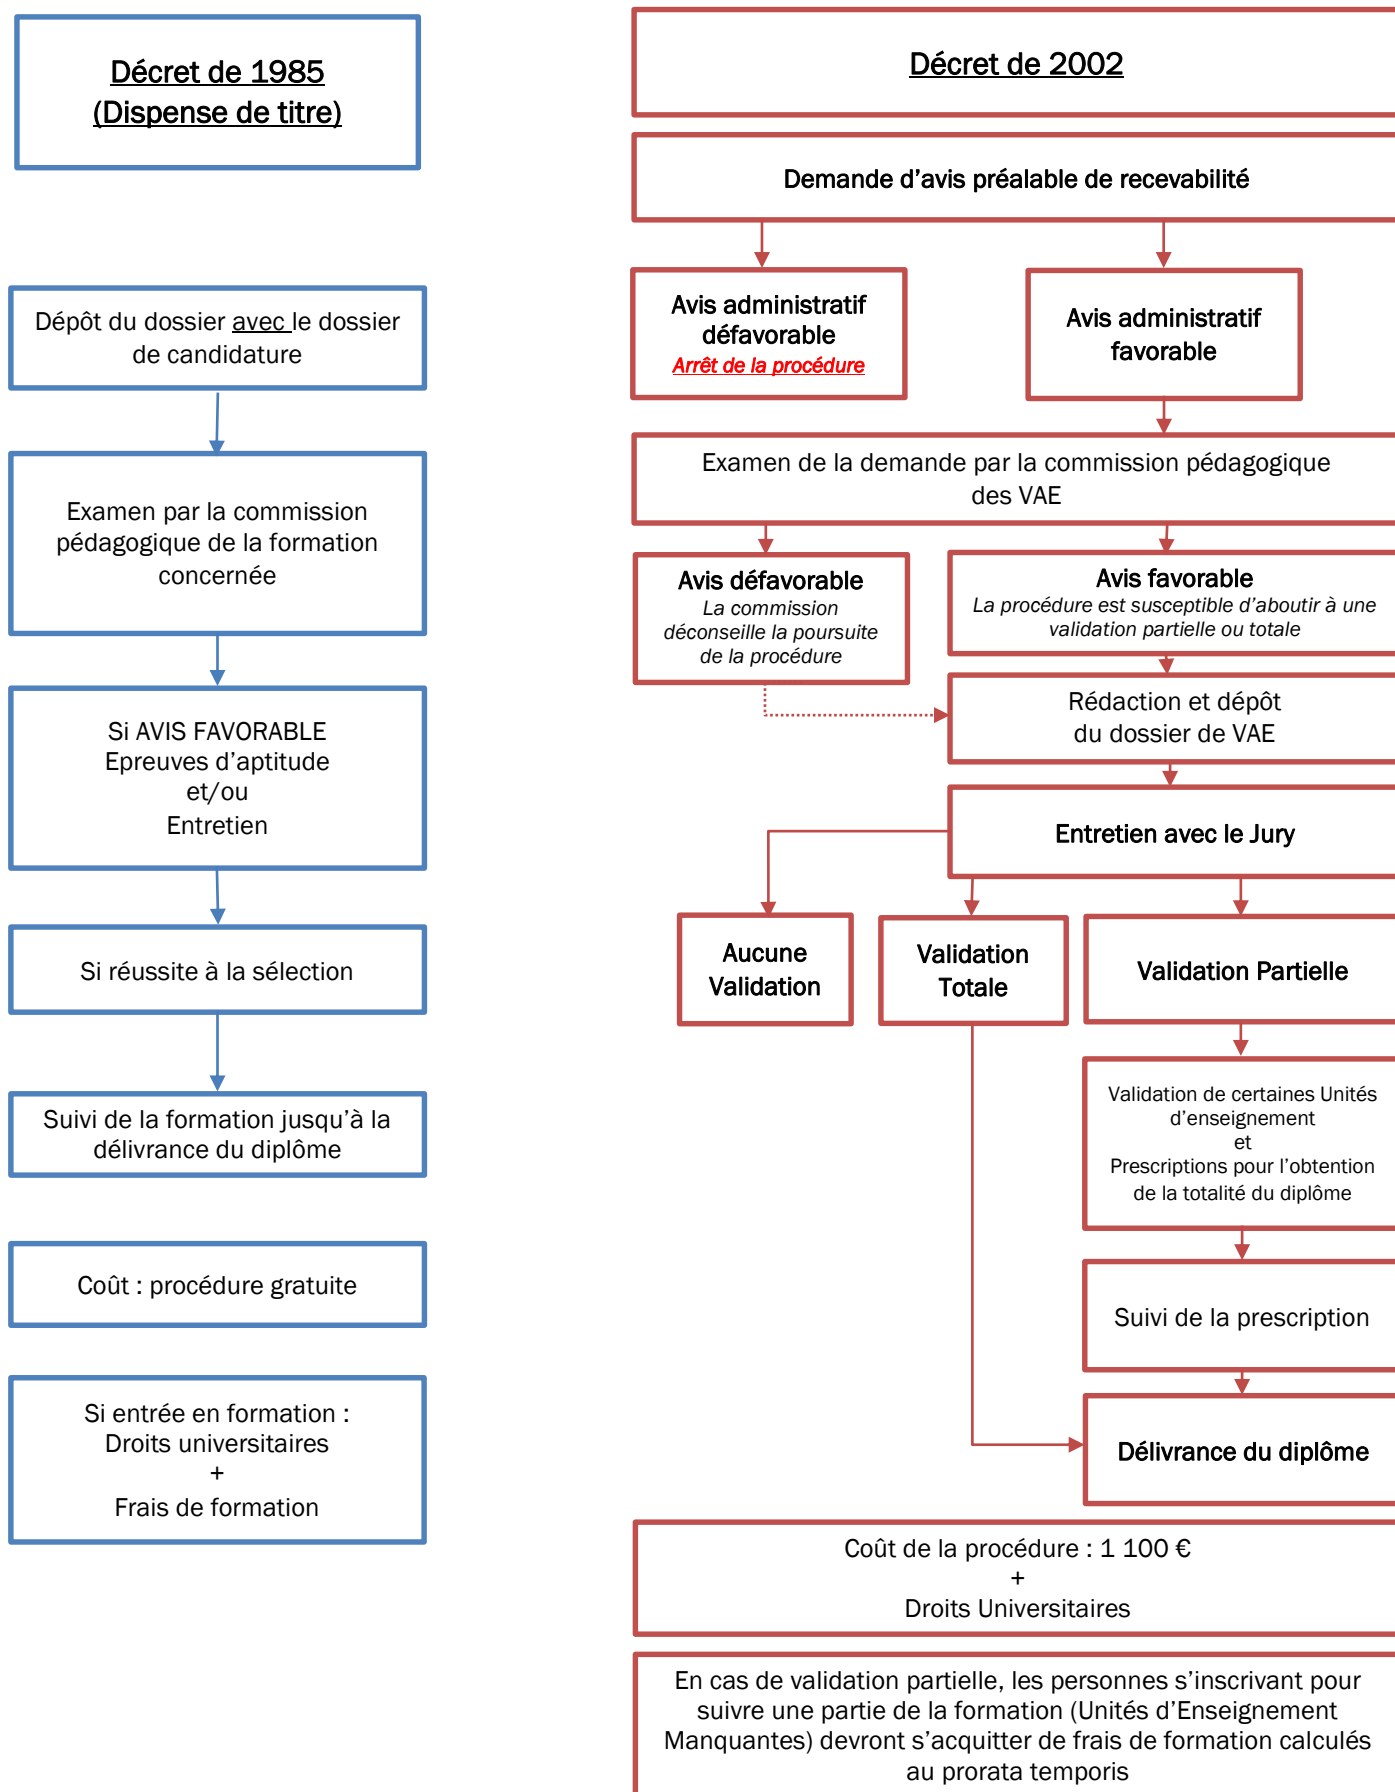 Décret de 1985
(Dispense de titre)
Dépôt du dossier avec le dossier
de candidature
Examen par la commission
pédagogique de la formation
concernée
Si AVIS FAVORABLE
Epreuves d’aptitude
et/ou
Entretien
Si réussite à la sélection
Suivi de la formation jusqu’à la
délivrance du diplôme
Coût : procédure gratuite
Si entrée en formation :
Droits universitaires
+
Frais de formation
Décret de 2002
Demande d’avis préalable de recevabilité
Avis administratif
défavorable
Arrêt de la procédure
Avis administratif
favorable
Examen de la demande par la commission pédagogique
des VAE
Avis défavorable
La commission
déconseille la poursuite
de la procédure
Avis favorable
La procédure est susceptible d’aboutir à une
validation partielle ou totale
Rédaction et dépôt
du dossier de VAE
Entretien avec le Jury
Aucune
Validation
Validation
Totale
Validation Partielle
Validation de certaines Unités
d’enseignement
et
Prescriptions pour l’obtention
de la totalité du diplôme
Suivi de la prescription
Délivrance du diplôme
Coût de la procédure : 1 100 €
+
Droits Universitaires
En cas de validation partielle, les personnes s’inscrivant pour
suivre une partie de la formation (Unités d’Enseignement
Manquantes) devront s’acquitter de frais de formation calculés
au prorata temporis